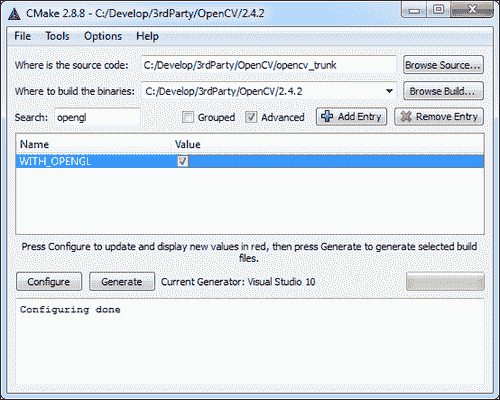 CMake 2.8.8 - C:/Develop/3rdParty/OpenCV/2.4.2
File Tools Options Help
Where is the source code: C:/Develop/3rdParty/OpenCV/opencv_trunk Browse Source...
Where to build the binaries: C:/Develop/3rdParty/OpenCV/2.4.2 Browse Build...
Search: opengl Grouped Advanced Add Entry Remove Entry
Name Value
WITH_OPENGL
Press Configure to update and display new values in red, then press Generate to generate selected build
files.
Configure Generate Current Generator: Visual Studio 10
Configuring done